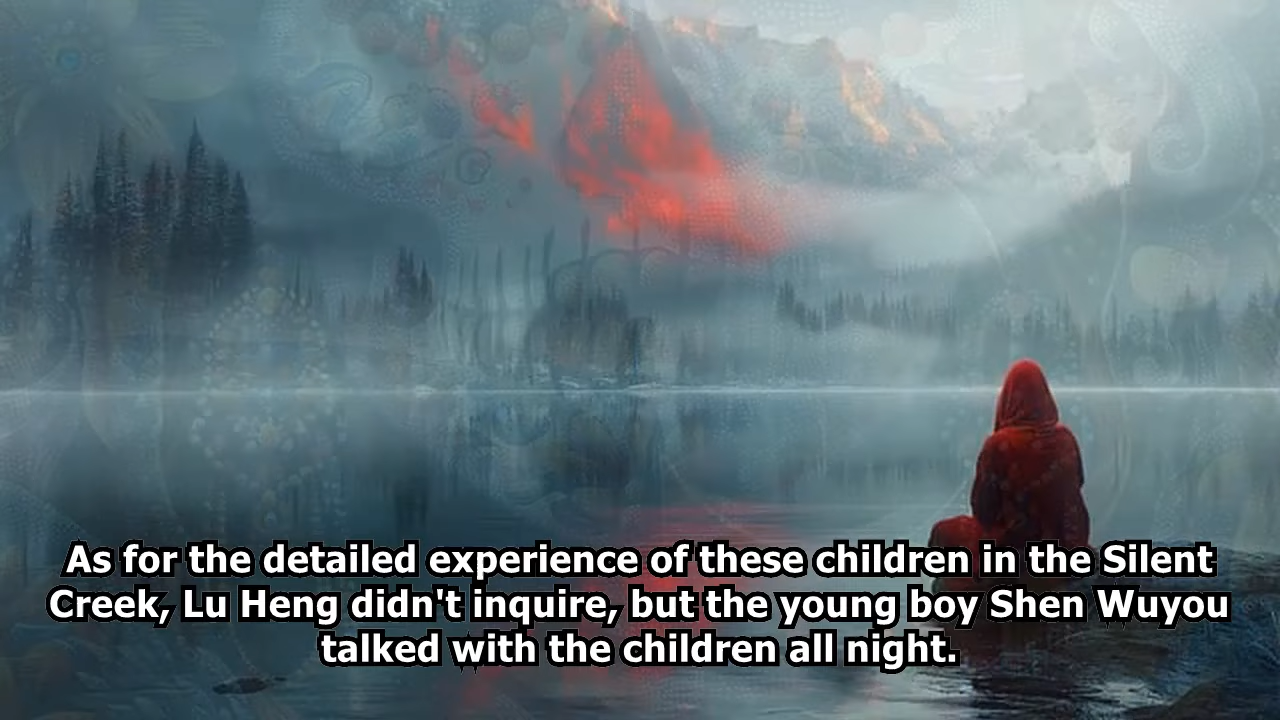 As for the detailed experience of these children in the Silent
Creek, Lu Heng didn't inquire, but the young boy Shen Wuyou
talked with the children all night.